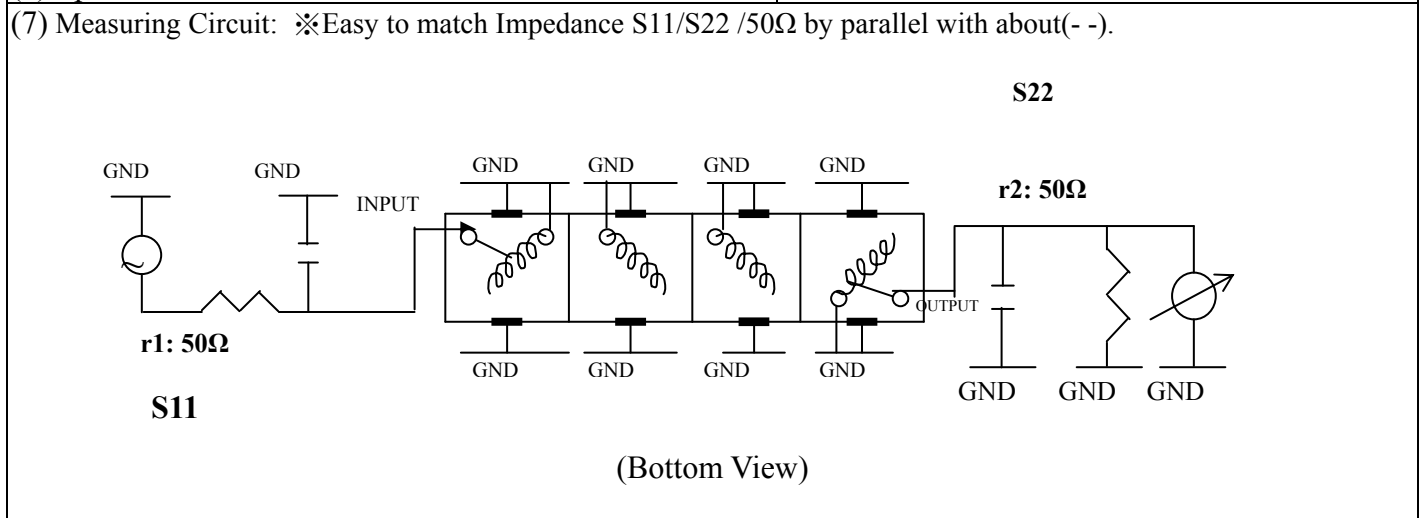 (7) Measuring Circuit: ※Easy to match Impedance S11/S22 /50Ω by parallel with about(- -).
S22
GND GND GND GND GND GND
r2: 50Ω
INPUT
OUTPUT
r1: 50Ω
GND GND GND GND
GND GND GND
S11
(Bottom View)